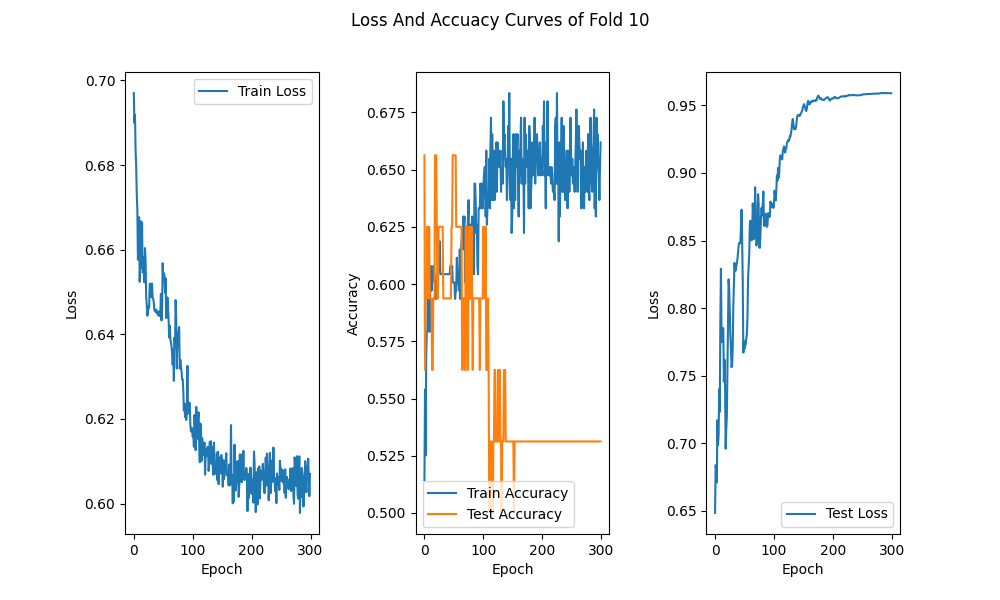 Loss And Accuacy Curves of Fold 10
0.70
0.68
0.66
0.64
0.62
0.60
Loss
0 100 200 300
Epoch
Train Loss
0.675
0.650
0.625
0.600
0.575
0.550
0.525
0.500
Accuracy
0 100 200 300
Epoch
Train Accuracy
Test Accuracy
0.95
0.90
0.85
0.80
0.75
0.70
0.65
Loss
0 100 200 300
Epoch
Test Loss